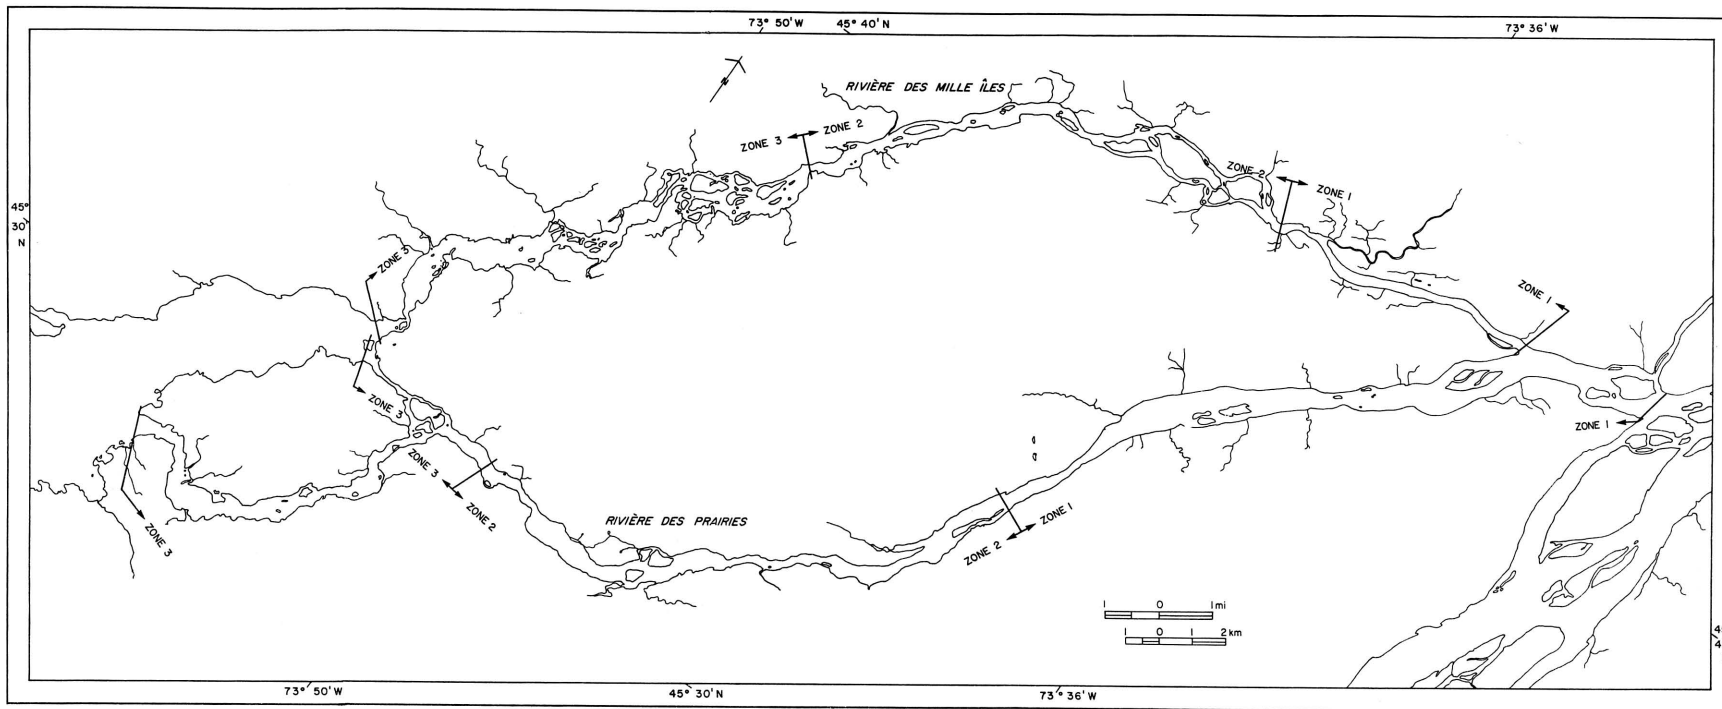 73° 50' W
45° 40' N
73° 36' W
RIVIÈRE DES MILLE ÎLES
N
ZONE 3
ZONE 2
ZONE 2
ZONE 1
45°
30'
N
ZONE 3
ZONE 1
ZONE 3
ZONE 1
ZONE 3
ZONE 2
ZONE 3
RIVIÈRE DES PRAIRIES
ZONE 1
ZONE 2
1 0 1 mi
1 0 1 2 km
73° 50' W
45° 30' N
73° 36' W